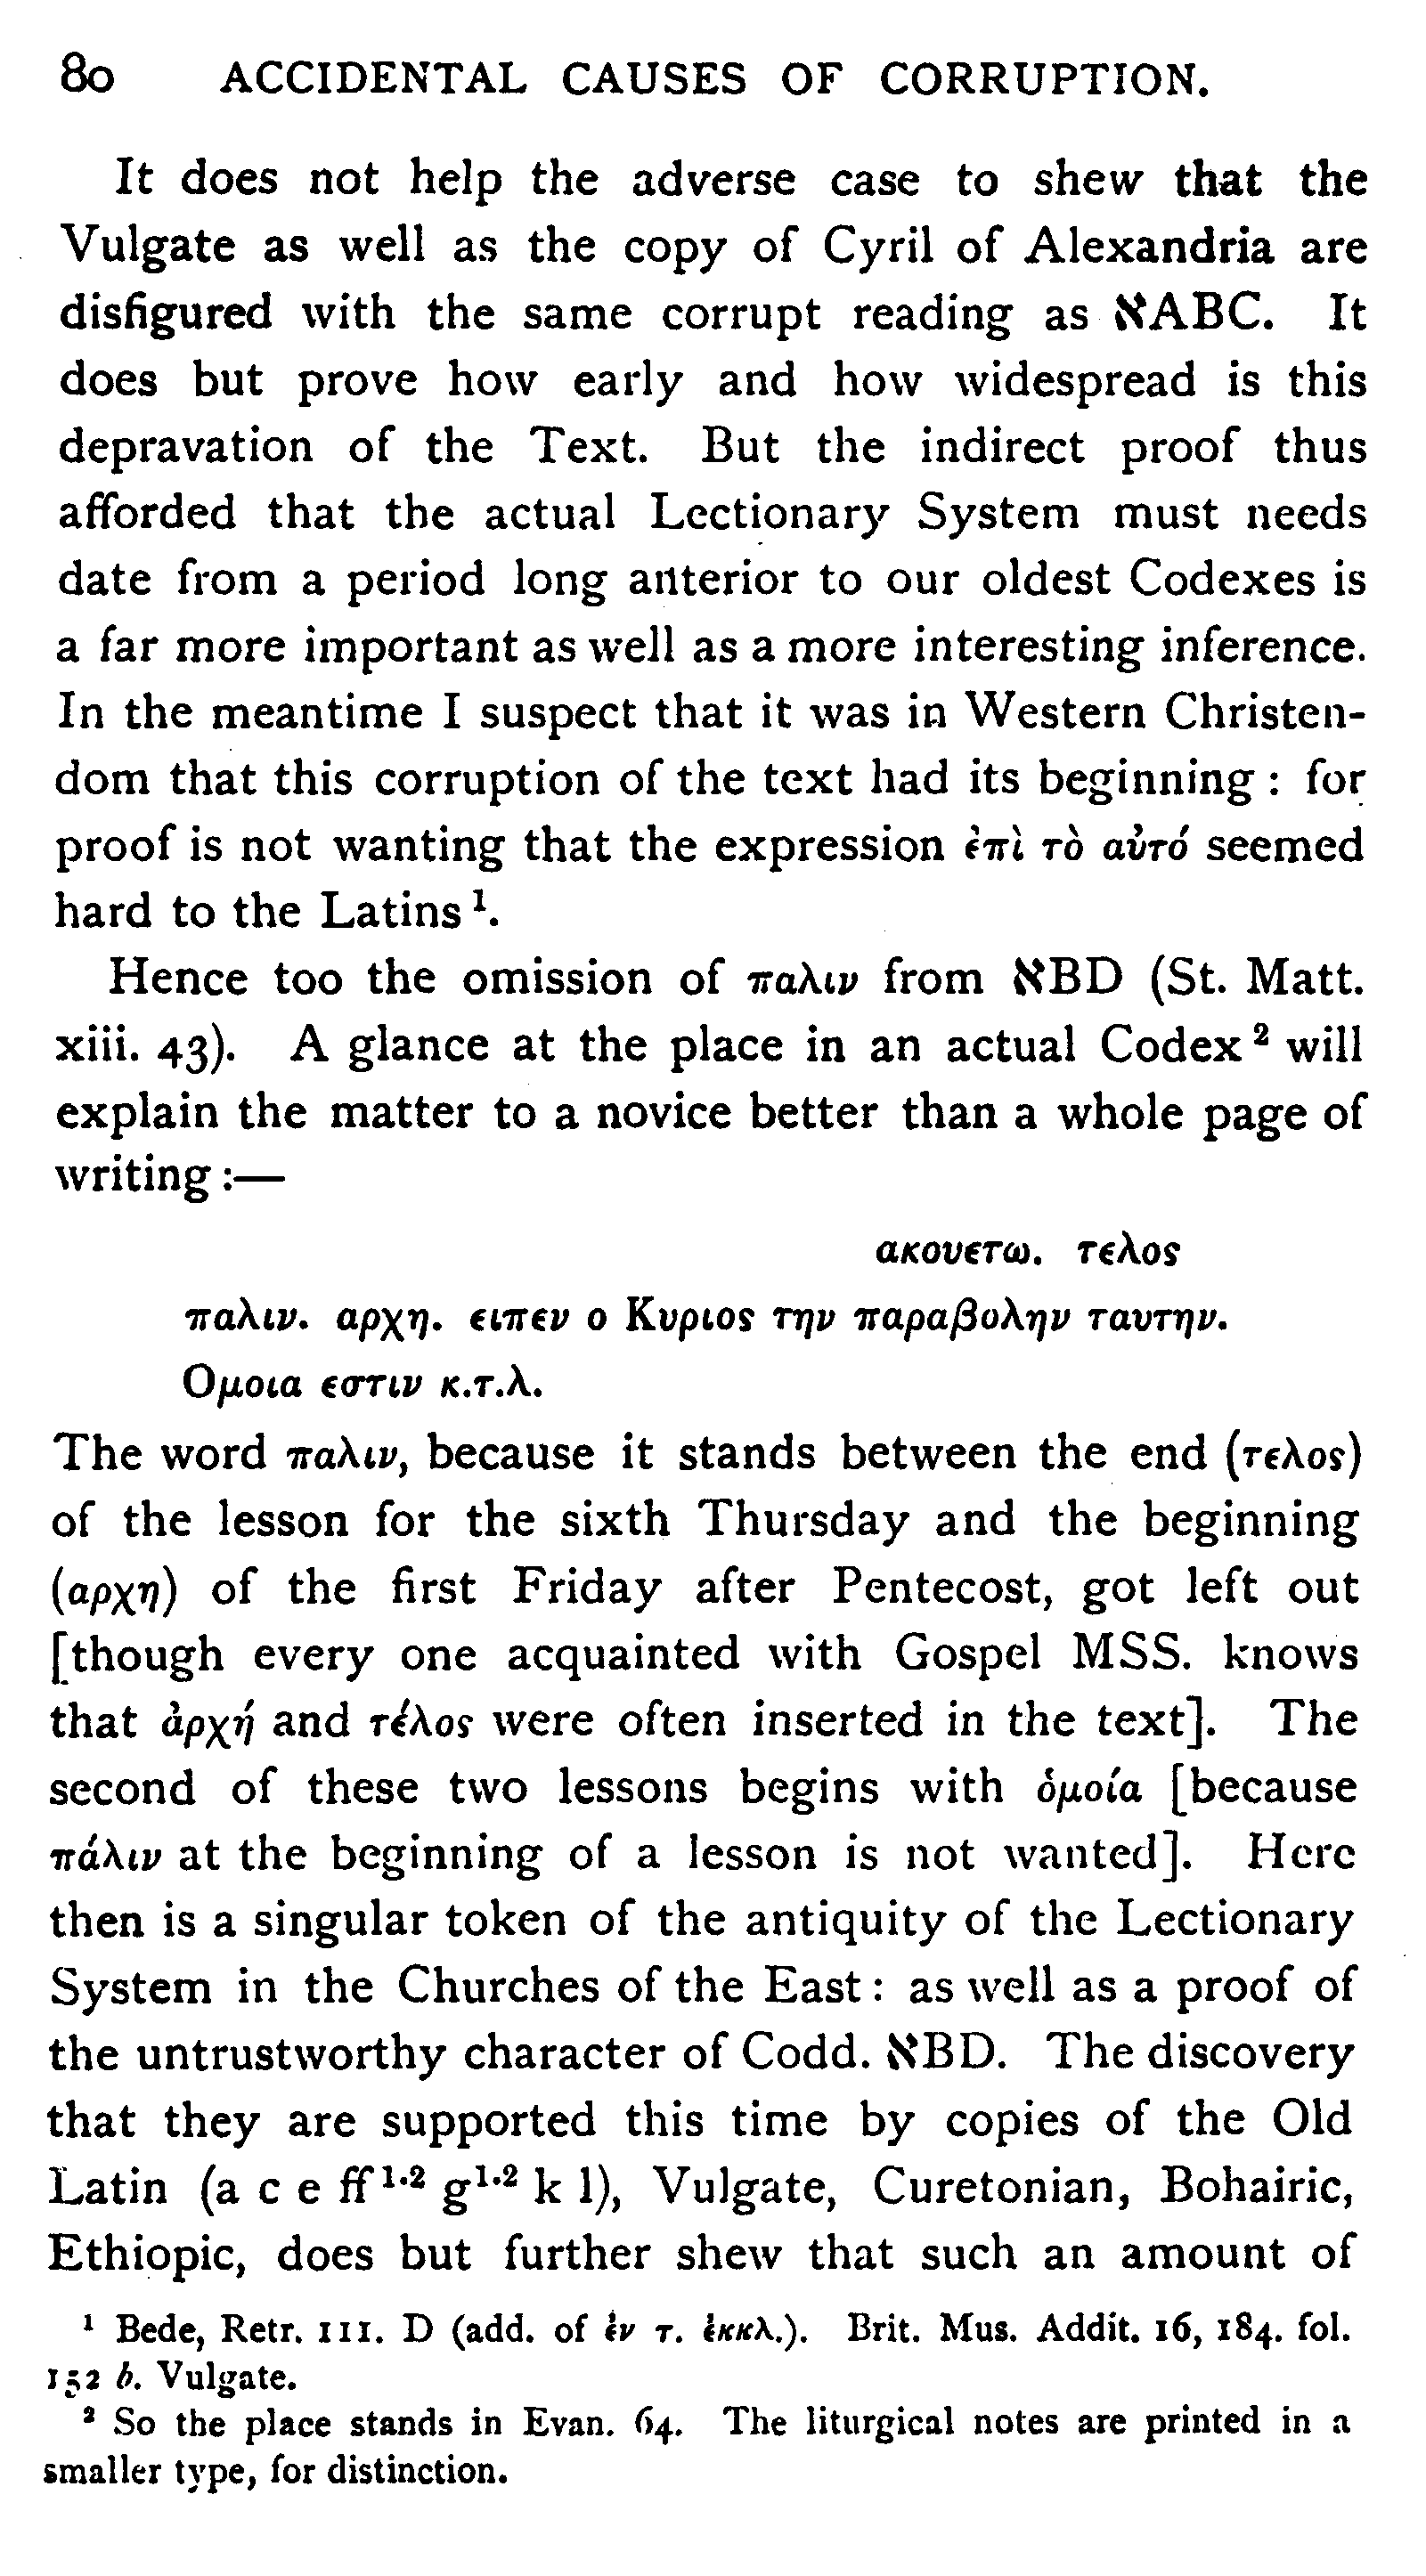 80 ACCIDENTAL CAUSES OF CORRUPTION.
It does not help the adverse case to shew that the
Vulgate as well as the copy of Cyril of Alexandria are
disfigured with the same corrupt reading as ℵABC. It
does but prove how early and how widespread is this
depravation of the Text. But the indirect proof thus
afforded that the actual Lectionary System must needs
date from a period long anterior to our oldest Codexes is
a far more important as well as a more interesting inference.
In the meantime I suspect that it was in Western Christen-
dom that this corruption of the text had its beginning : for
proof is not wanting that the expression ἐπὶ τὸ αὐτό seemed
hard to the Latins ¹.
Hence too the omission of παλιν from ℵBD (St. Matt.
xiii. 43). A glance at the place in an actual Codex ² will
explain the matter to a novice better than a whole page of
writing :—
ακουετω. τελος
παλιν. αρχη. ειπεν ο Κυριος την παραβολην ταυτην.
Ομοια εστιν κ.τ.λ.
The word παλιν, because it stands between the end (τελος)
of the lesson for the sixth Thursday and the beginning
(αρχη) of the first Friday after Pentecost, got left out
[though every one acquainted with Gospel MSS. knows
that ἀρχή and τέλος were often inserted in the text]. The
second of these two lessons begins with ὁμοία [because
πάλιν at the beginning of a lesson is not wanted]. Here
then is a singular token of the antiquity of the Lectionary
System in the Churches of the East : as well as a proof of
the untrustworthy character of Codd. ℵBD. The discovery
that they are supported this time by copies of the Old
Latin (a c e ff¹·² g¹·² k l), Vulgate, Curetonian, Bohairic,
Ethiopic, does but further shew that such an amount of
¹ Bede, Retr. 111. D (add. of ἐν τ. ἐκκλ.). Brit. Mus. Addit. 16, 184. fol.
152 b. Vulgate.
² So the place stands in Evan. 64. The liturgical notes are printed in a
smaller type, for distinction.